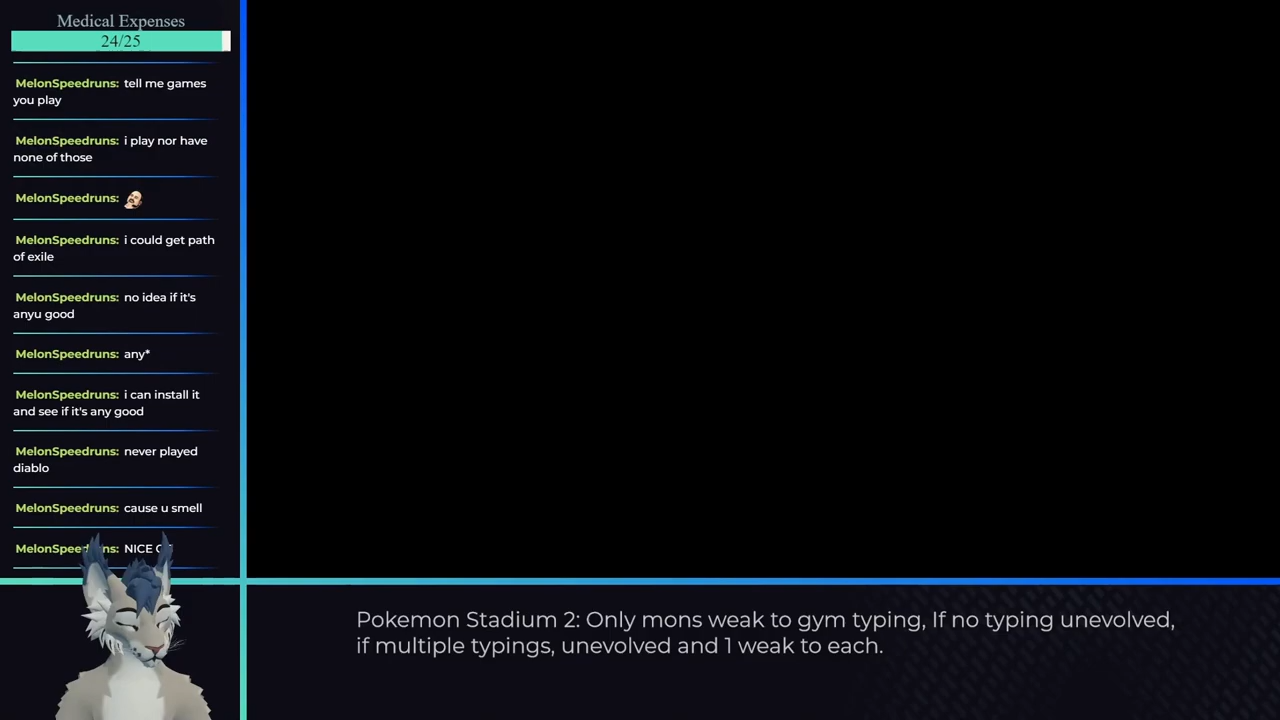 Medical Expenses
24/25
MelonSpeedruns: tell me games
you play
MelonSpeedruns: i play nor have
none of those
MelonSpeedruns:
MelonSpeedruns: i could get path
of exile
MelonSpeedruns: no idea if it's
anyu good
MelonSpeedruns: any*
MelonSpeedruns: i can install it
and see if it's any good
MelonSpeedruns: never played
diablo
MelonSpeedruns: cause u smell
NICE
Pokemon Stadium 2: Only mons weak to gym typing, If no typing unevolved,
if multiple typings, unevolved and 1 weak to each.